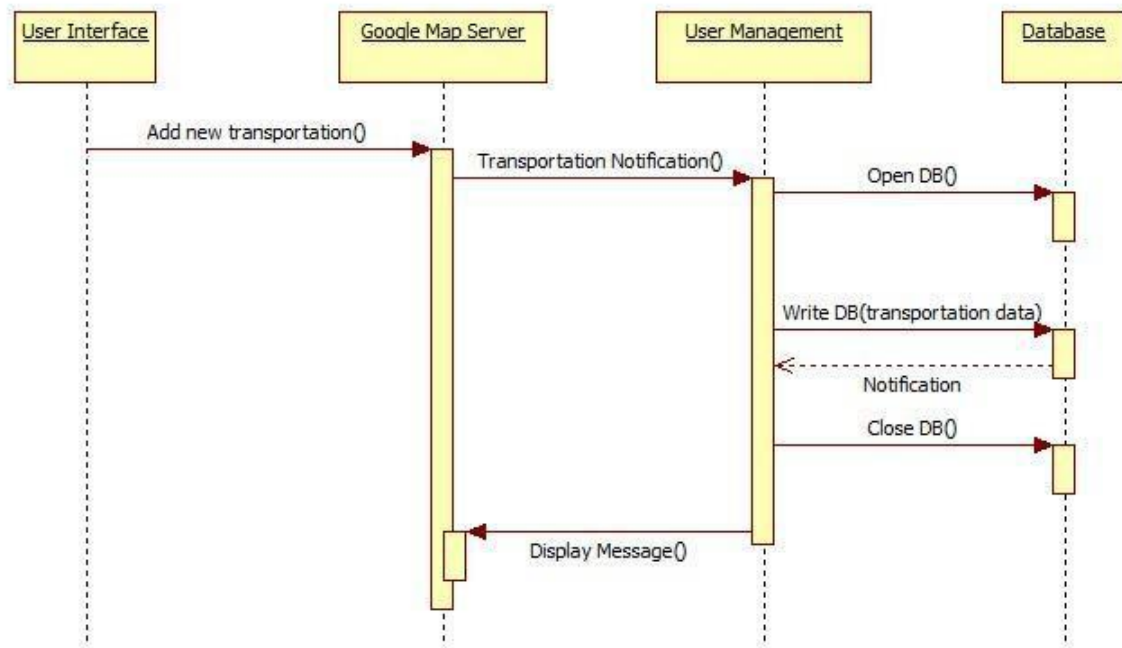 User Interface
Google Map Server
User Management
Database
Add new transportation()
Transportation Notification()
Open DB()
Write DB(transportation data)
Notification
Close DB()
Display Message()